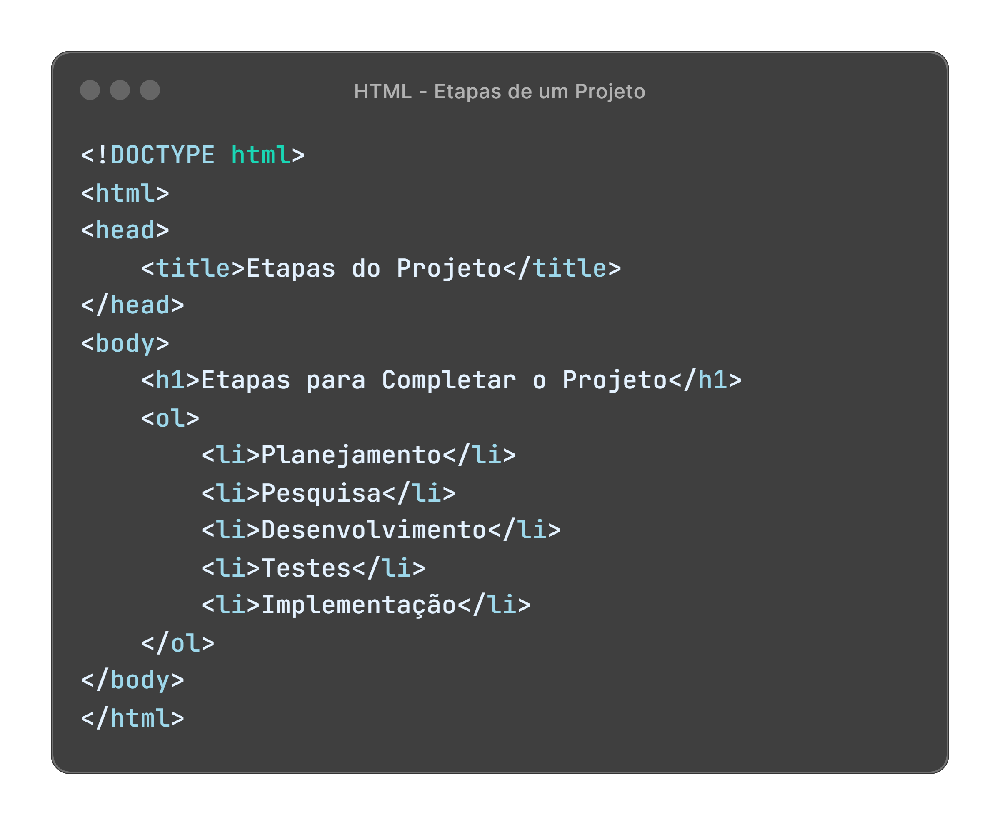 HTML - Etapas de um Projeto
<!DOCTYPE html>
<html>
<head>
    <title>Etapas do Projeto</title>
</head>
<body>
    <h1>Etapas para Completar o Projeto</h1>
    <ol>
        <li>Planejamento</li>
        <li>Pesquisa</li>
        <li>Desenvolvimento</li>
        <li>Testes</li>
        <li>Implementação</li>
    </ol>
</body>
</html>